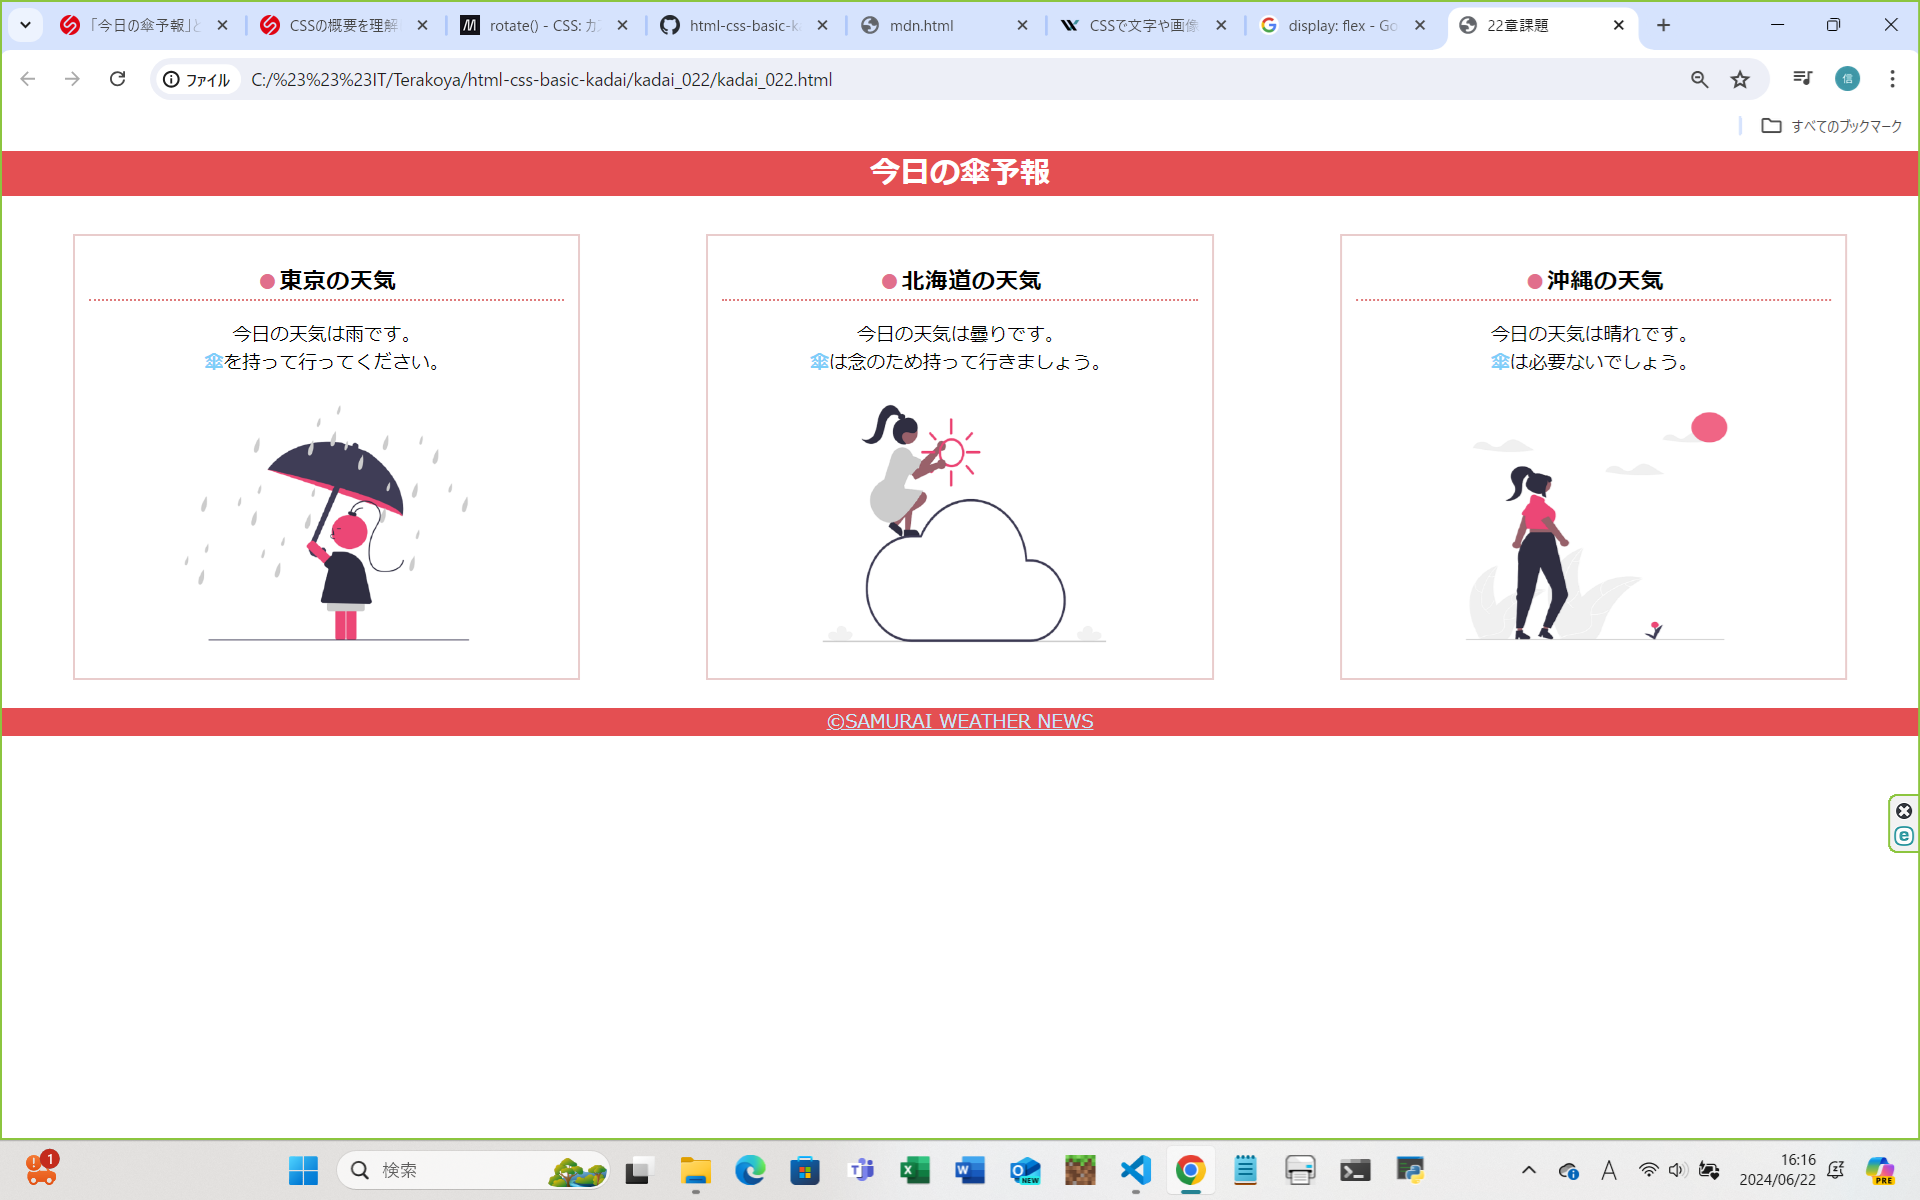 「今日の傘予報」と
CSSの概要を理解
rotate() - CSS: カス
html-css-basic-k
mdn.html
CSSで文字や画像
display: flex - Go
22章課題
ファイル
C:/%23%23%23IT/Terakoya/html-css-basic-kadai/kadai_022/kadai_022.html
信
すべてのブックマーク
今日の傘予報
東京の天気
今日の天気は雨です。
傘を持って行ってください。
北海道の天気
今日の天気は曇りです。
傘は念のため持って行きましょう。
沖縄の天気
今日の天気は晴れです。
傘は必要ないでしょう。
©SAMURAI WEATHER NEWS
1
検索
NEW
A
16:16
2024/06/22
PRE